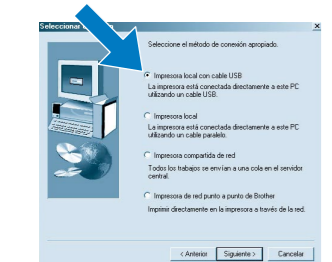 Seleccionar
Seleccione el método de conexión apropiado.
Impresora local con cable USB
La impresora está conectada directamente a este PC
utilizando un cable USB.
Impresora local
La impresora está conectada directamente a este PC
utilizando un cable paralelo.
Impresora compartida de red
Todos los trabajos se envían a una cola en el servidor
central.
Impresora de red punto a punto de Brother
Imprimir directamente en la impresora a través de la red.
< Anterior
Siguiente >
Cancelar